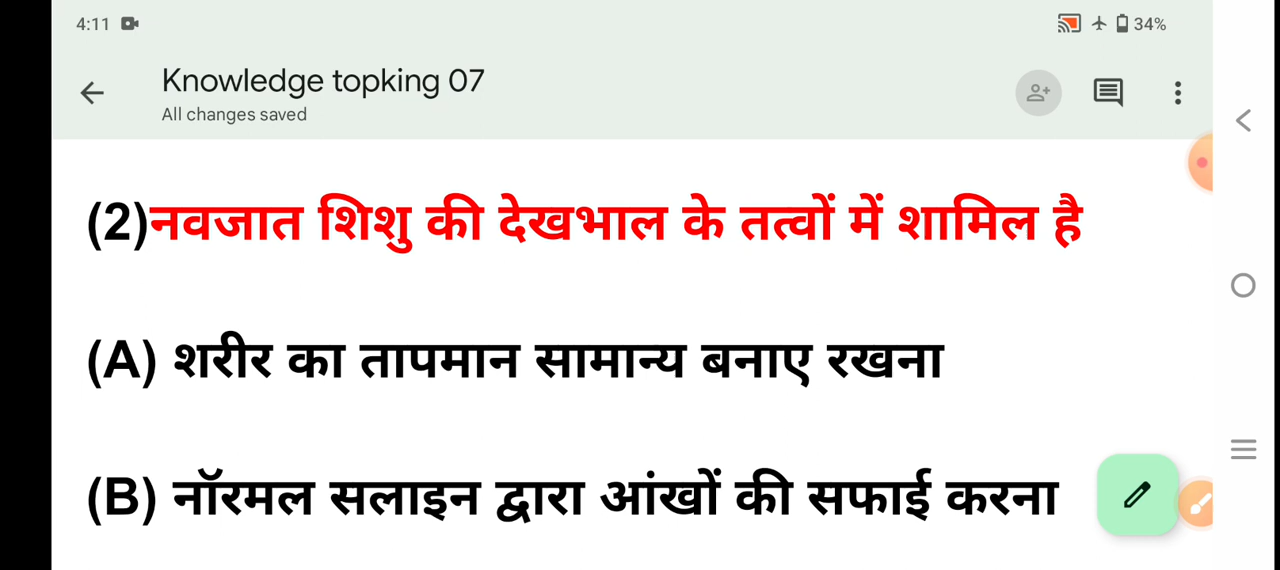 4:11
34%
Knowledge topking 07
All changes saved
(2)नवजात शिशु की देखभाल के तत्वों में शामिल है
(A) शरीर का तापमान सामान्य बनाए रखना
(B) नॉरमल सलाइन द्वारा आंखों की सफाई करना